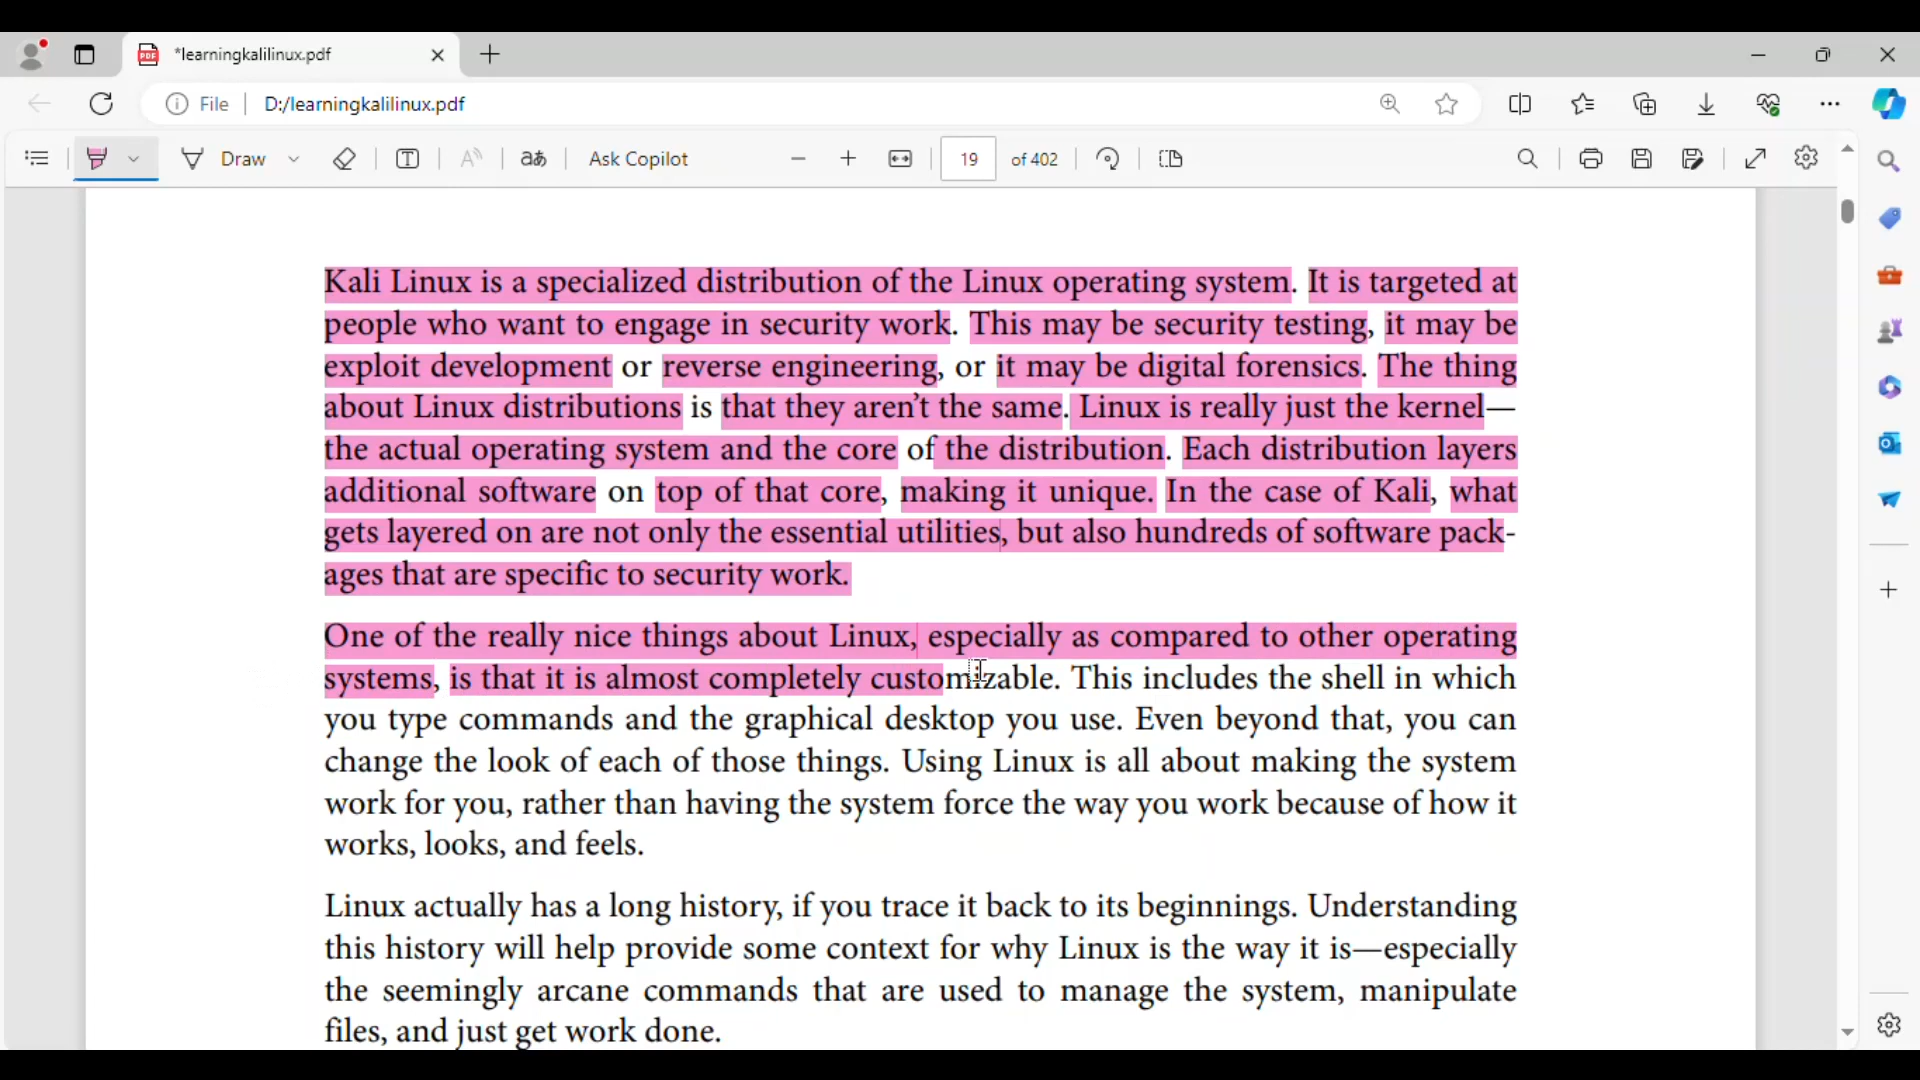 *learningkalilinux.pdf
File D:/learningkalilinux.pdf
Draw aあ Ask Copilot 19 of 402
Kali Linux is a specialized distribution of the Linux operating system. It is targeted at
people who want to engage in security work. This may be security testing, it may be
exploit development or reverse engineering, or it may be digital forensics. The thing
about Linux distributions is that they aren’t the same. Linux is really just the kernel—
the actual operating system and the core of the distribution. Each distribution layers
additional software on top of that core, making it unique. In the case of Kali, what
gets layered on are not only the essential utilities, but also hundreds of software pack-
ages that are specific to security work.
One of the really nice things about Linux, especially as compared to other operating
systems, is that it is almost completely customizable. This includes the shell in which
you type commands and the graphical desktop you use. Even beyond that, you can
change the look of each of those things. Using Linux is all about making the system
work for you, rather than having the system force the way you work because of how it
works, looks, and feels.
Linux actually has a long history, if you trace it back to its beginnings. Understanding
this history will help provide some context for why Linux is the way it is—especially
the seemingly arcane commands that are used to manage the system, manipulate
files, and just get work done.